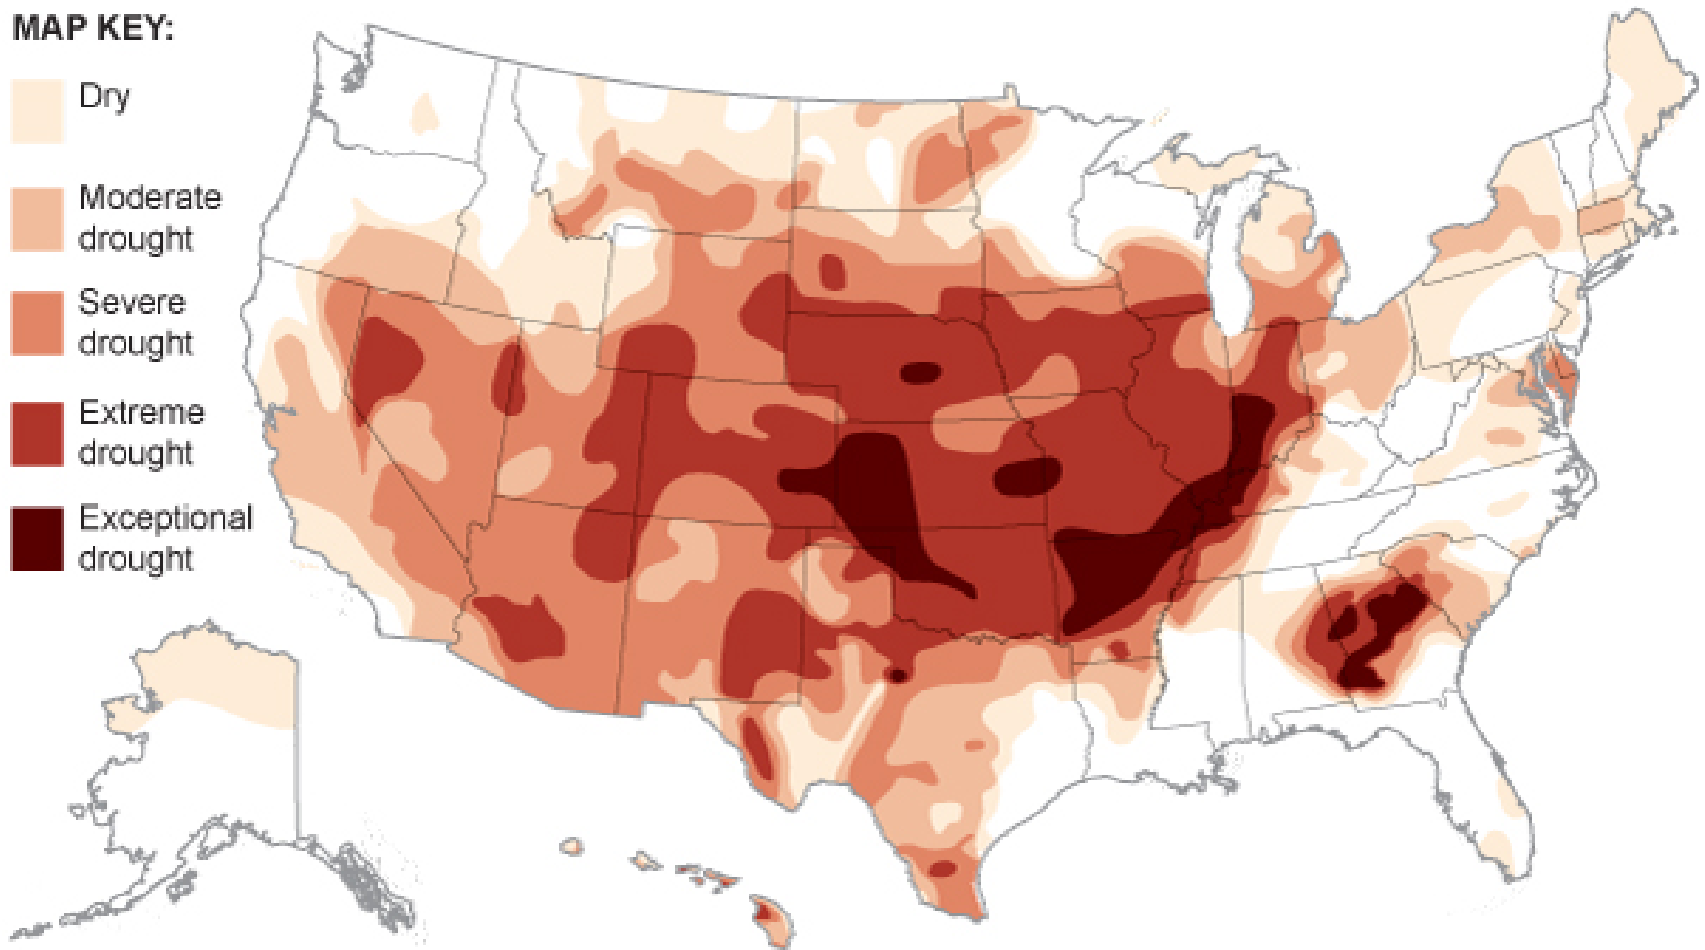 MAP KEY:
Dry
Moderate
drought
Severe
drought
Extreme
drought
Exceptional
drought